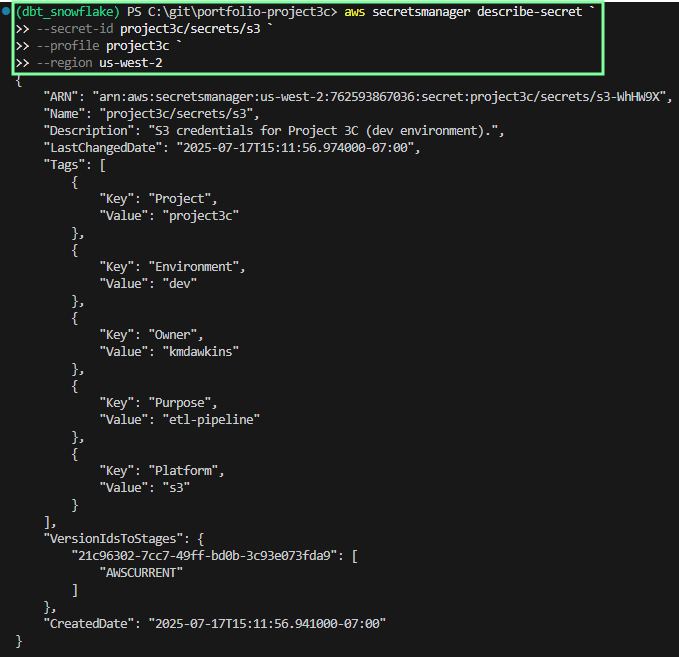 (dbt_snowflake) PS C:\git\portfolio-project3c> aws secretsmanager describe-secret `
>> --secret-id project3c/secrets/s3 `
>> --profile project3c `
>> --region us-west-2
{
    "ARN": "arn:aws:secretsmanager:us-west-2:762593867036:secret:project3c/secrets/s3-WhHW9X",
    "Name": "project3c/secrets/s3",
    "Description": "S3 credentials for Project 3C (dev environment).",
    "LastChangedDate": "2025-07-17T15:11:56.974000-07:00",
    "Tags": [
        {
            "Key": "Project",
            "Value": "project3c"
        },
        {
            "Key": "Environment",
            "Value": "dev"
        },
        {
            "Key": "Owner",
            "Value": "kmdawkins"
        },
        {
            "Key": "Purpose",
            "Value": "etl-pipeline"
        },
        {
            "Key": "Platform",
            "Value": "s3"
        }
    ],
    "VersionIdsToStages": {
        "21c96302-7cc7-49ff-bd0b-3c93e073fda9": [
            "AWSCURRENT"
        ]
    },
    "CreatedDate": "2025-07-17T15:11:56.941000-07:00"
}